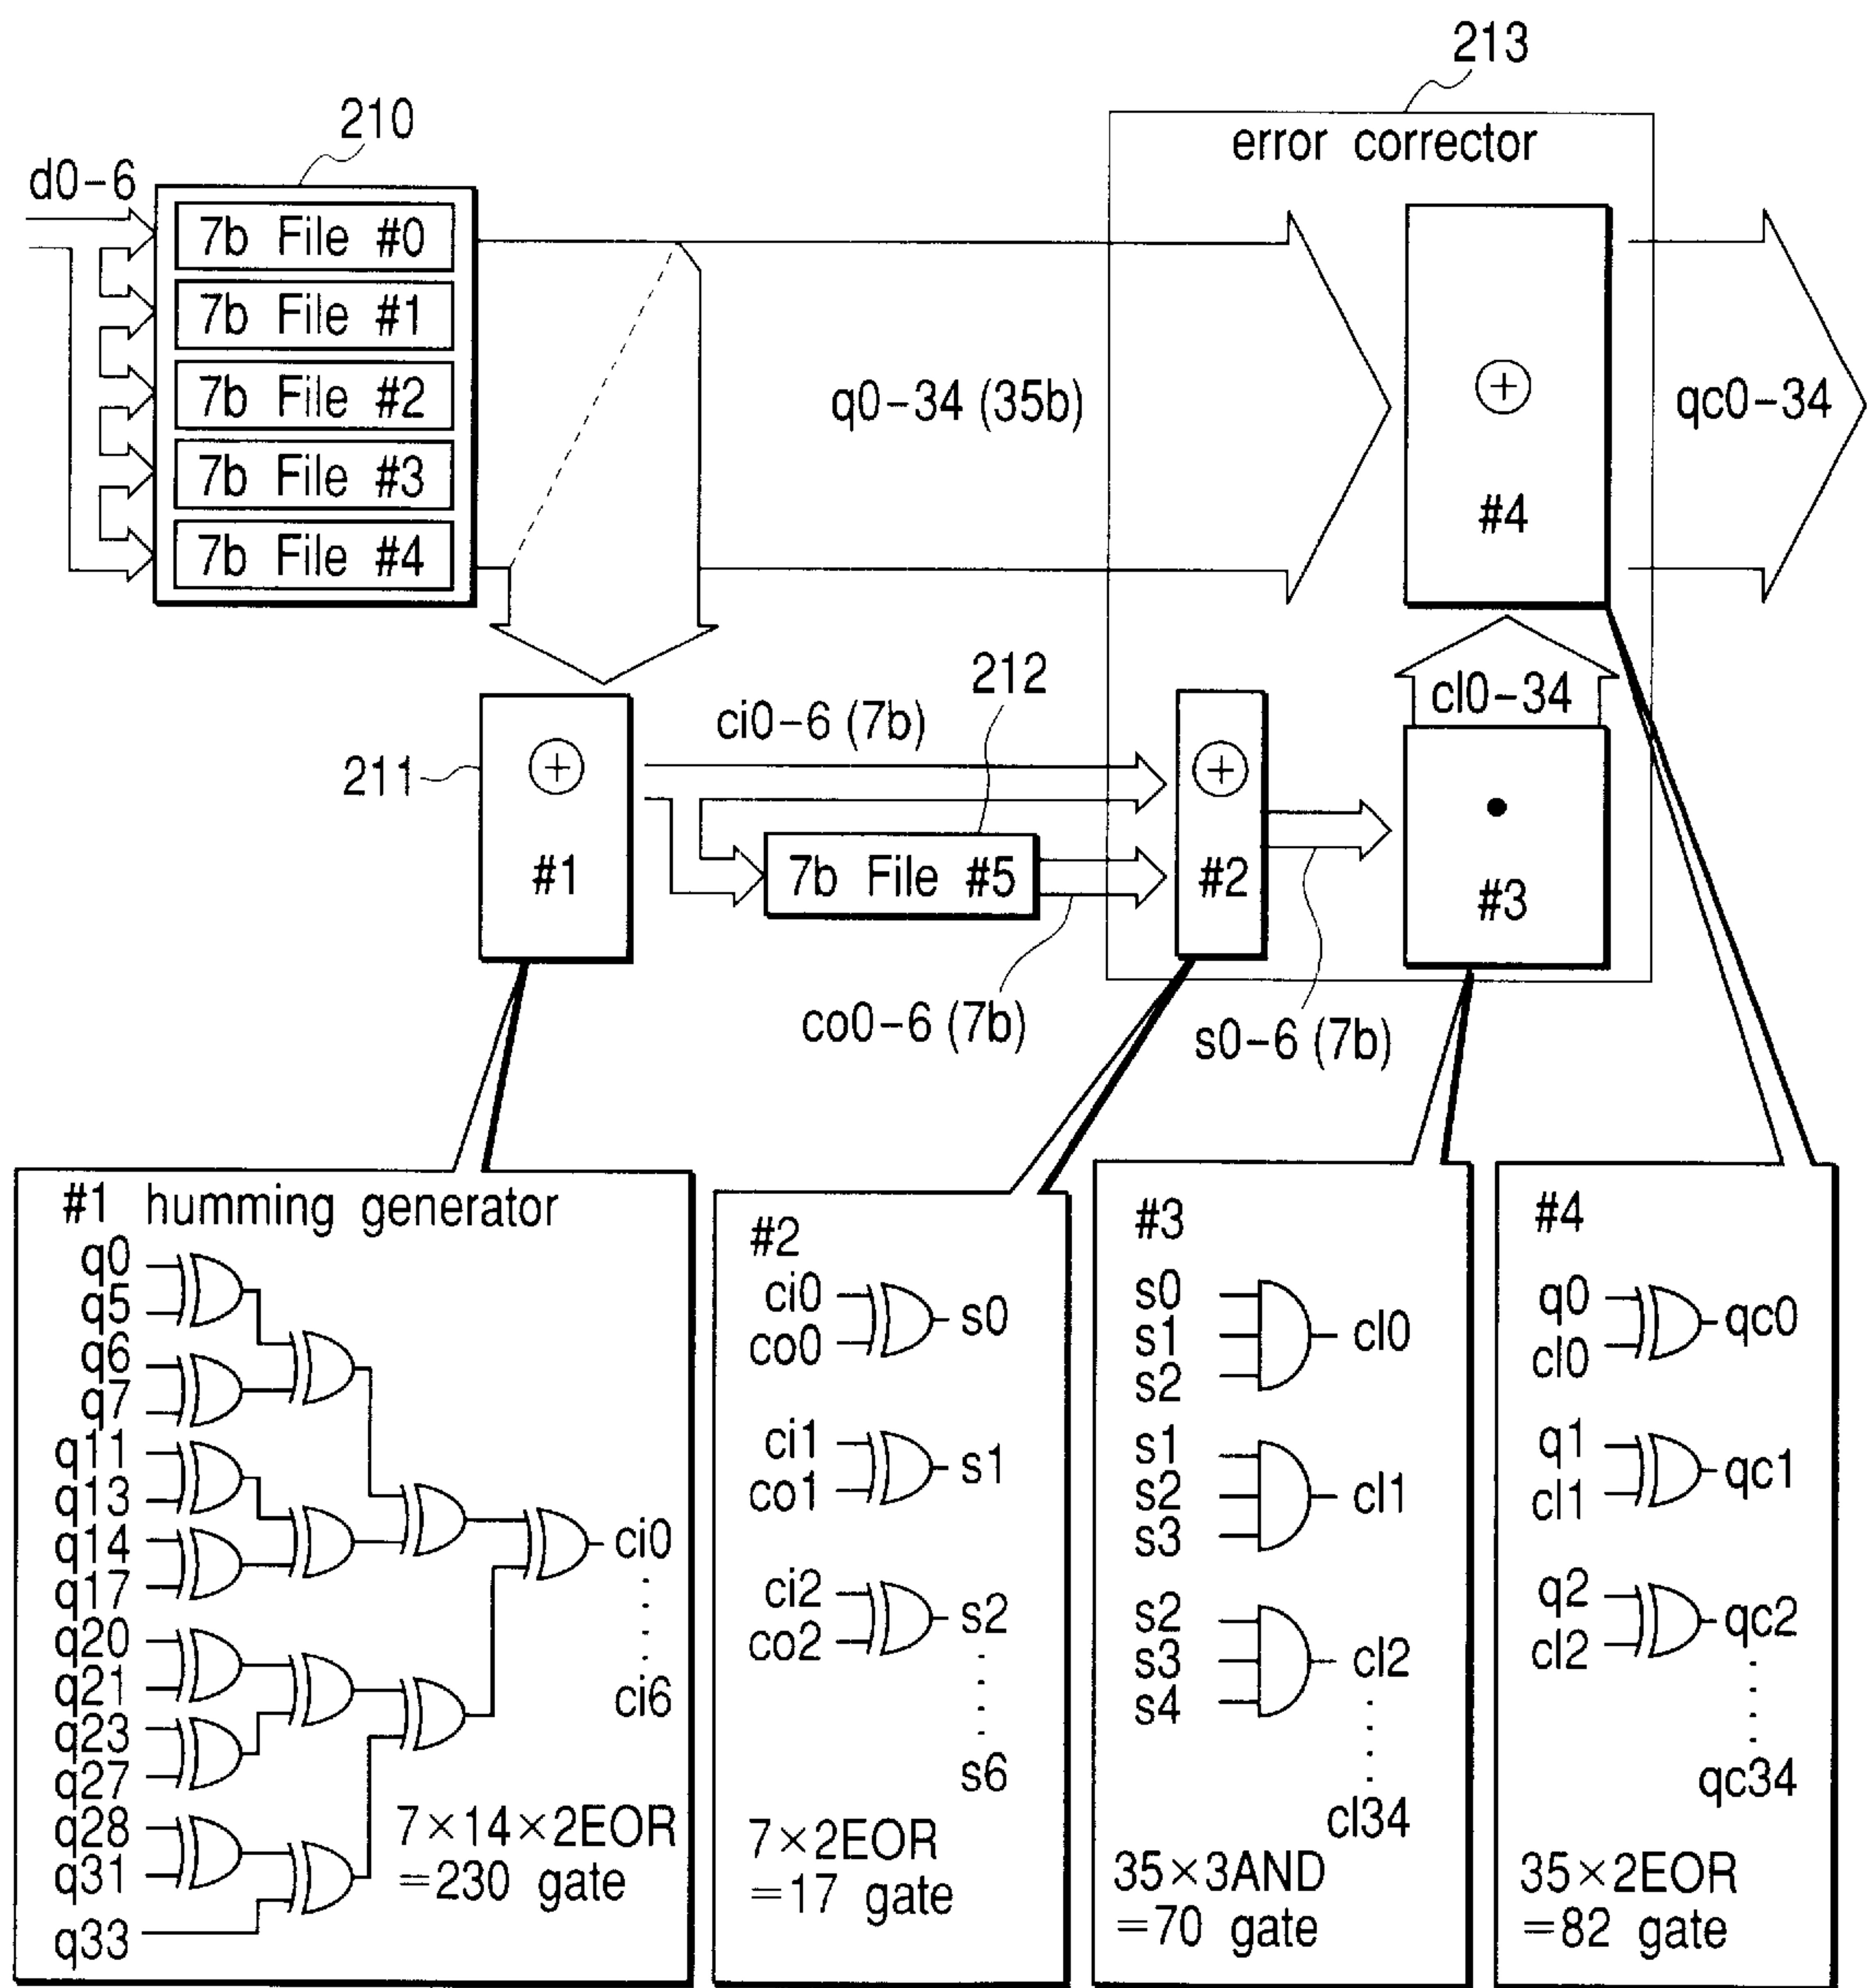 213
210
error corrector
d0-6
7b File #0
7b File #1
7b File #2
7b File #3
7b File #4
q0-34 (35b)
#4
qc0-34
212
cl0-34
ci0-6 (7b)
211
#1
7b File #5
#2
#3
co0-6 (7b)
s0-6 (7b)
#1 humming generator
q0
q5
q6
q7
q11
q13
q14
q17
q20
q21
q23
q27
q28
q31
q33
ci0
ci6
7×14×2EOR
=230 gate
#2
ci0
co0
s0
ci1
co1
s1
ci2
co2
s2
s6
7×2EOR
=17 gate
#3
s0
s1
s2
cl0
s1
s2
s3
cl1
s2
s3
s4
cl2
cl34
35×3AND
=70 gate
#4
q0
cl0
qc0
q1
cl1
qc1
q2
cl2
qc2
qc34
35×2EOR
=82 gate